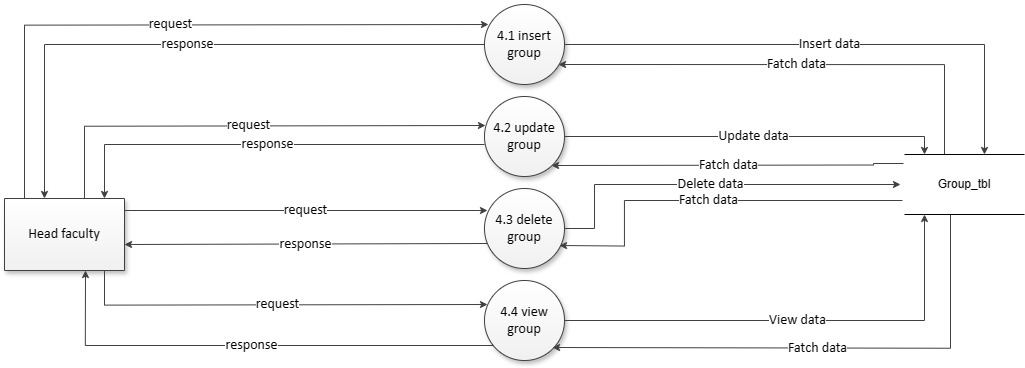 request
4.1 insert
group
response
Insert data
Fatch data
request
4.2 update
group
Update data
response
Fatch data
Delete data
Group_tbl
Fatch data
request
4.3 delete
group
Head faculty
response
request
4.4 view
group
View data
response
Fatch data